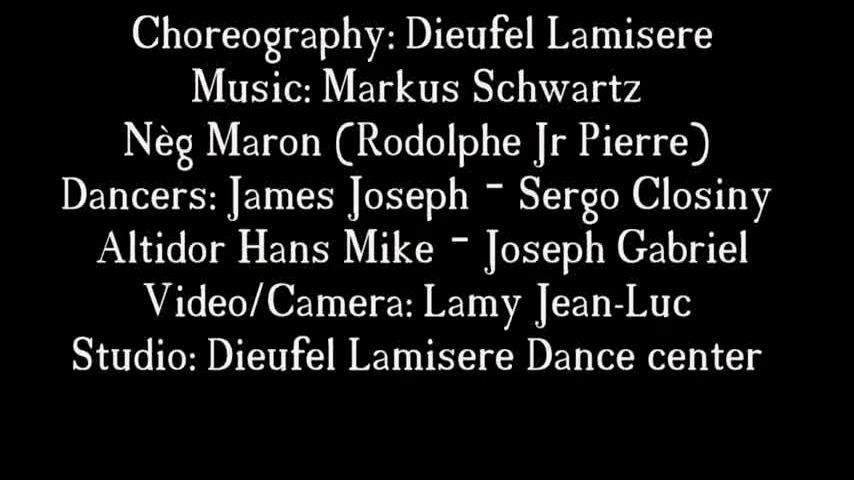 Choreography: Dieufel Lamisere
Music: Markus Schwartz
Nèg Maron (Rodolphe Jr Pierre)
Dancers: James Joseph - Sergo Closiny
Altidor Hans Mike - Joseph Gabriel
Video/Camera: Lamy Jean-Luc
Studio: Dieufel Lamisere Dance center